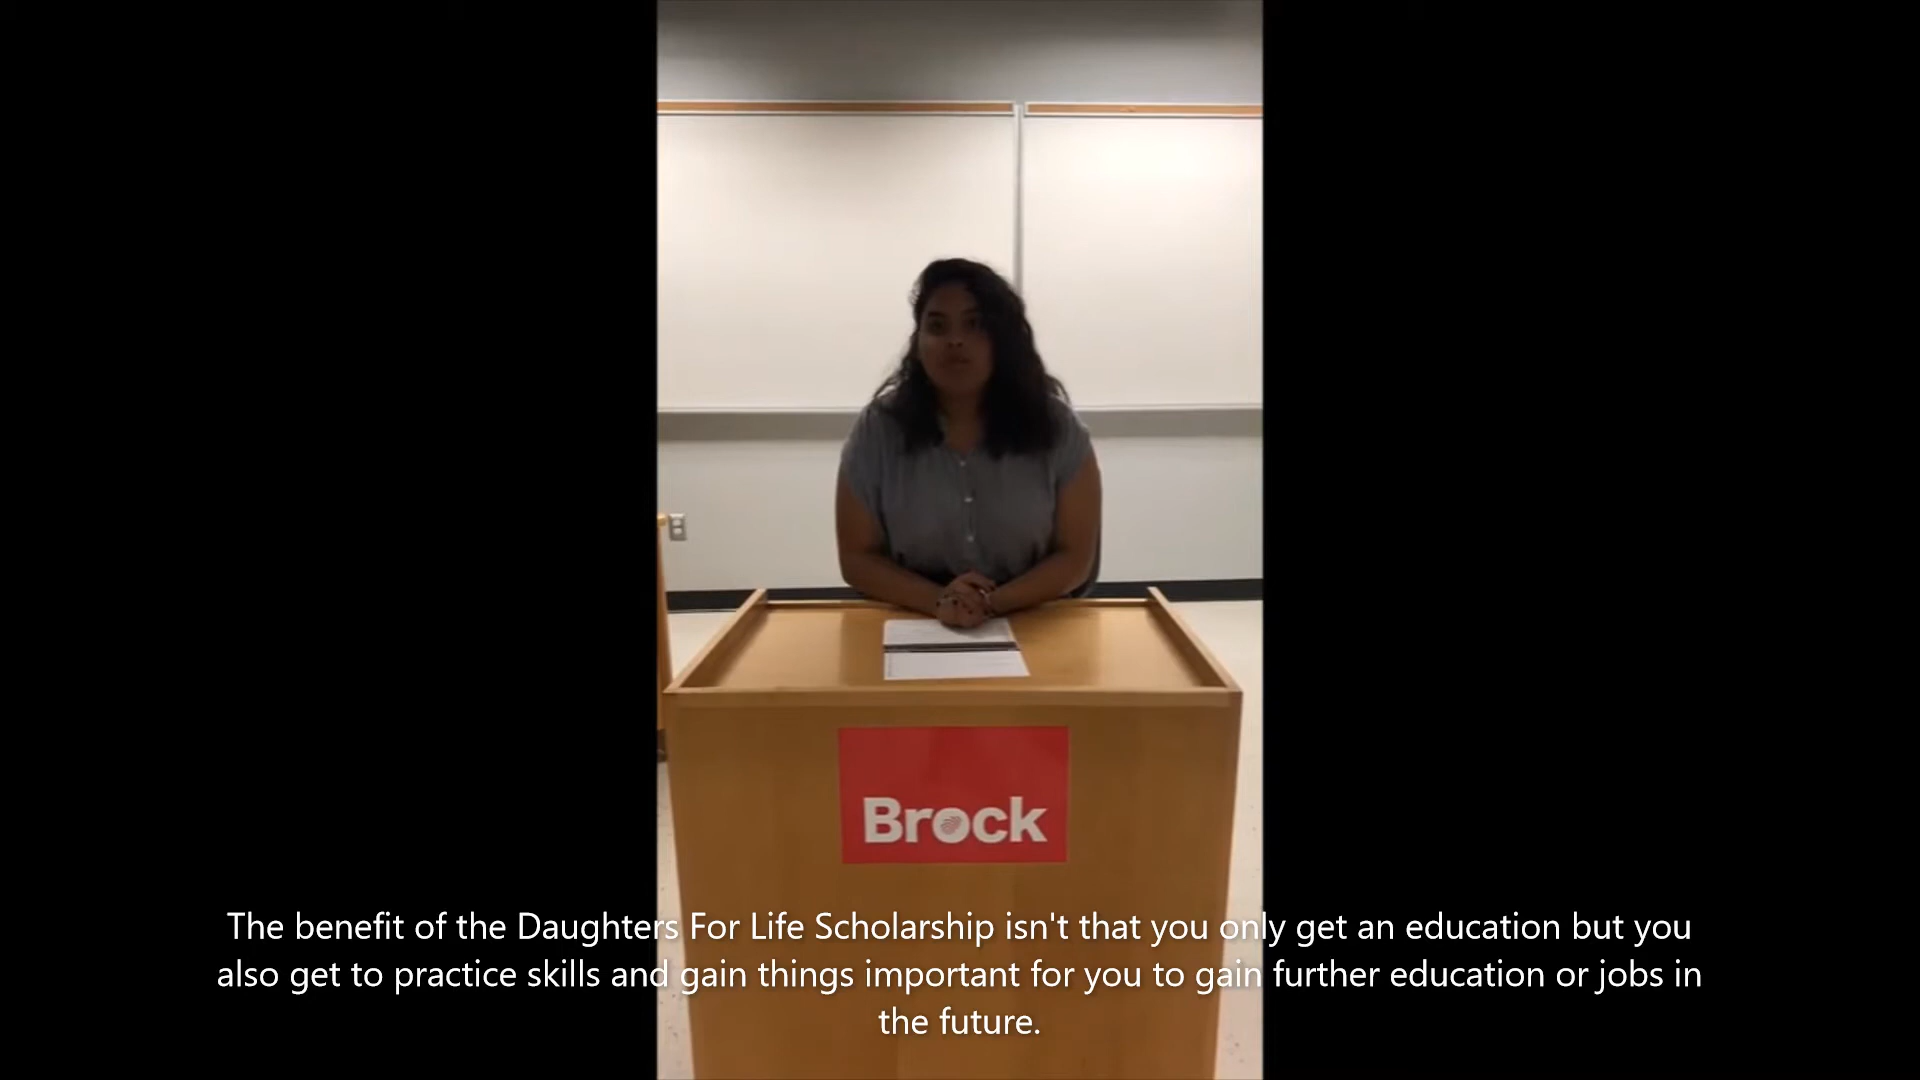 Brock
The benefit of the Daughters For Life Scholarship isn't that you only get an education but you
also get to practice skills and gain things important for you to gain further education or jobs in
the future.